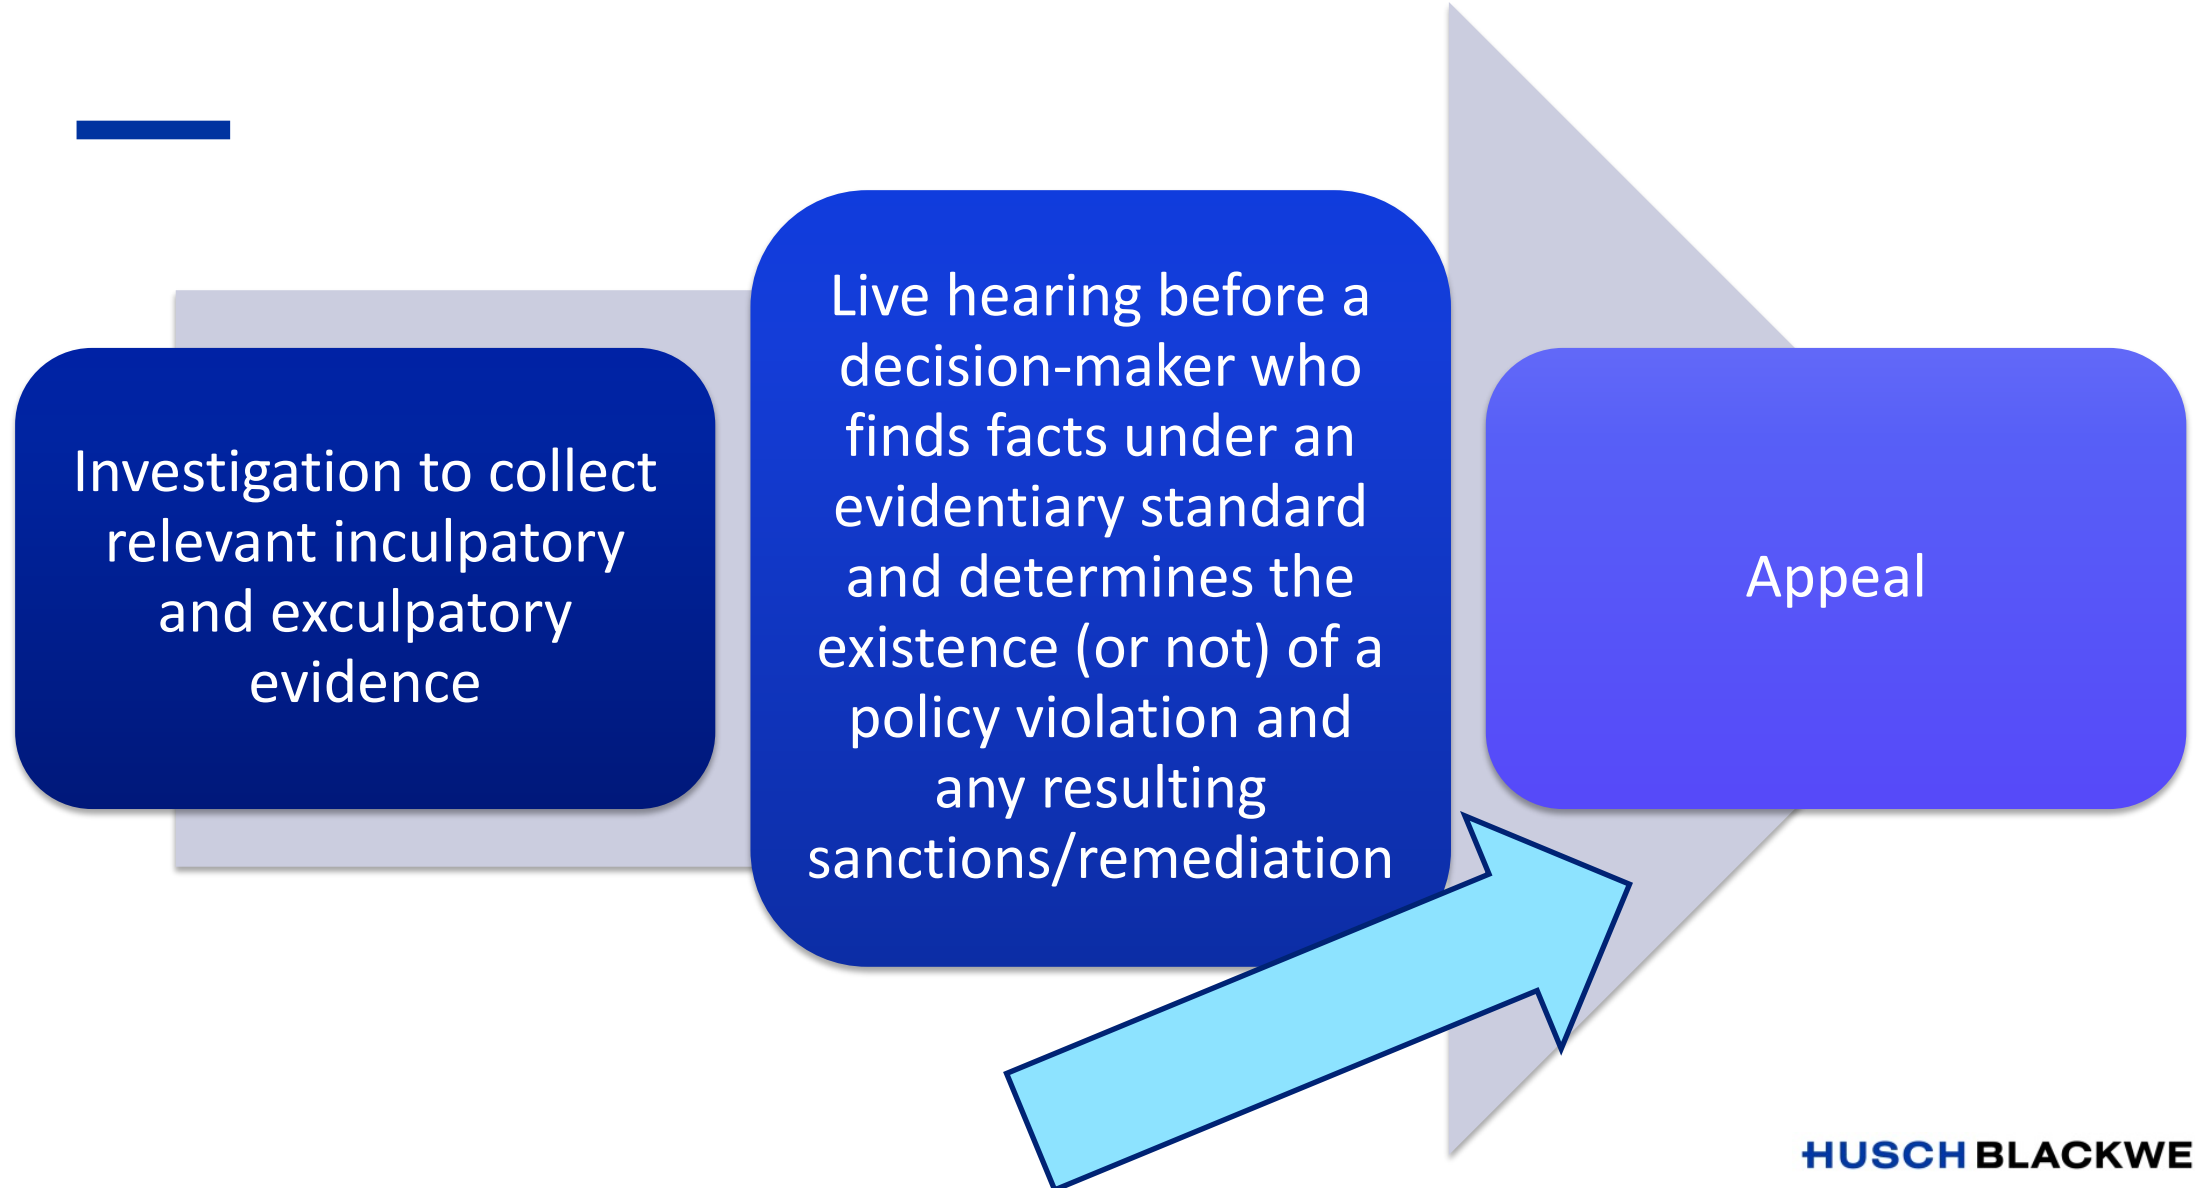 Investigation to collect
relevant inculpatory
and exculpatory
evidence
Live hearing before a
decision-maker who
finds facts under an
evidentiary standard
and determines the
existence (or not) of a
policy violation and
any resulting
sanctions/remediation
Appeal
HUSCH BLACKWE